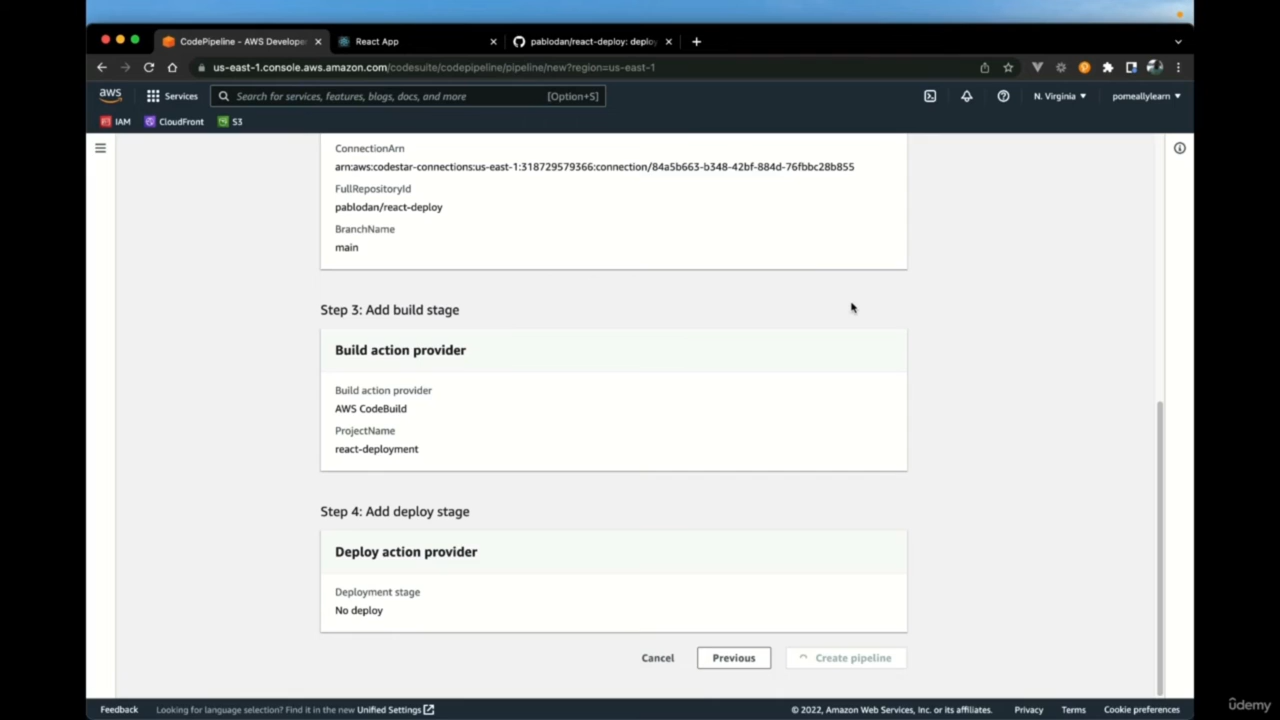 CodePipeline - AWS Develope
React App
pablodan/react-deploy: deploy
us-east-1.console.aws.amazon.com/codesuite/codepipeline/pipeline/new?region=us-east-1
aws
Services
Search for services, features, blogs, docs, and more
[Option+S]
N. Virginia
pomeallylearn
IAM
CloudFront
S3
ConnectionArn
arn:aws:codestar-connections:us-east-1:318729579366:connection/84a5b663-b348-42bf-884d-76fbbc28b855
FullRepositoryId
pablodan/react-deploy
BranchName
main
Step 3: Add build stage
Build action provider
Build action provider
AWS CodeBuild
ProjectName
react-deployment
Step 4: Add deploy stage
Deploy action provider
Deployment stage
No deploy
Cancel
Previous
Create pipeline
Feedback
Looking for language selection? Find it in the new Unified Settings
© 2022, Amazon Web Services, Inc. or its affiliates.
Privacy
Terms
Cookie preferences
ûdemy